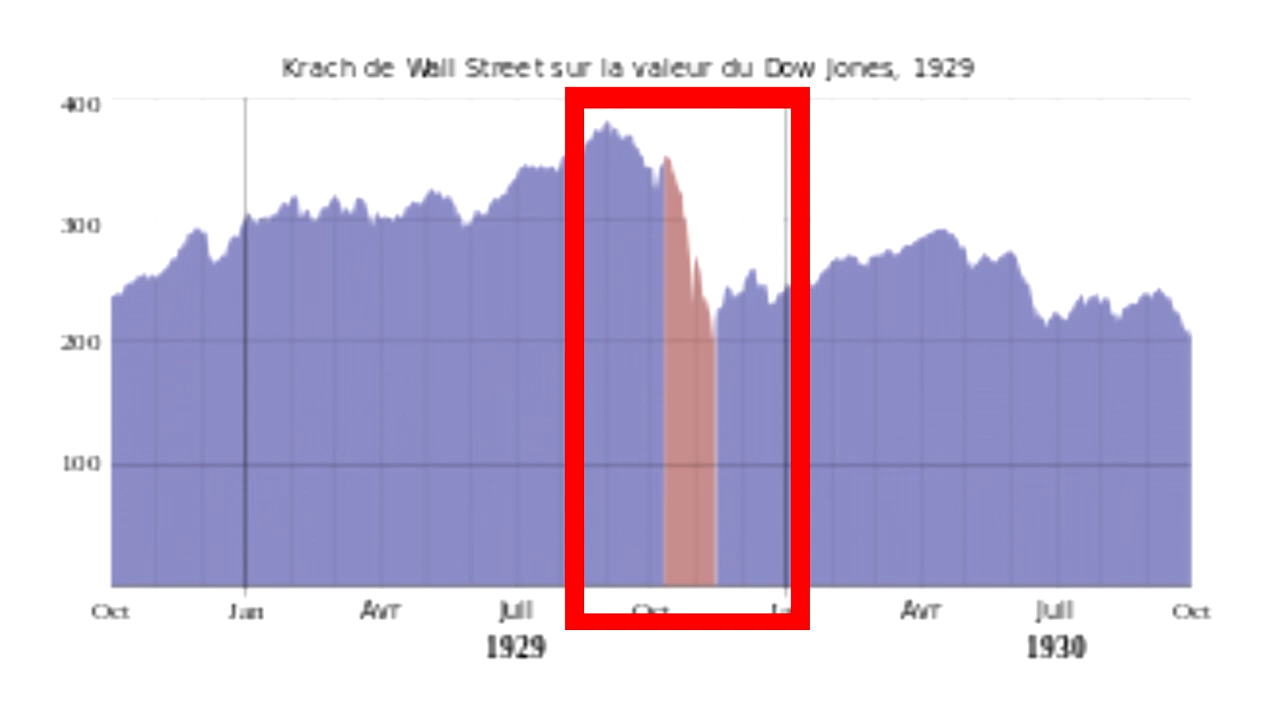 Krach de Wall Street sur la valeur du Dow Jones, 1929
400
300
200
100
Oct Jan Avr Juil Oct Avr Juil Oct
1929 1930